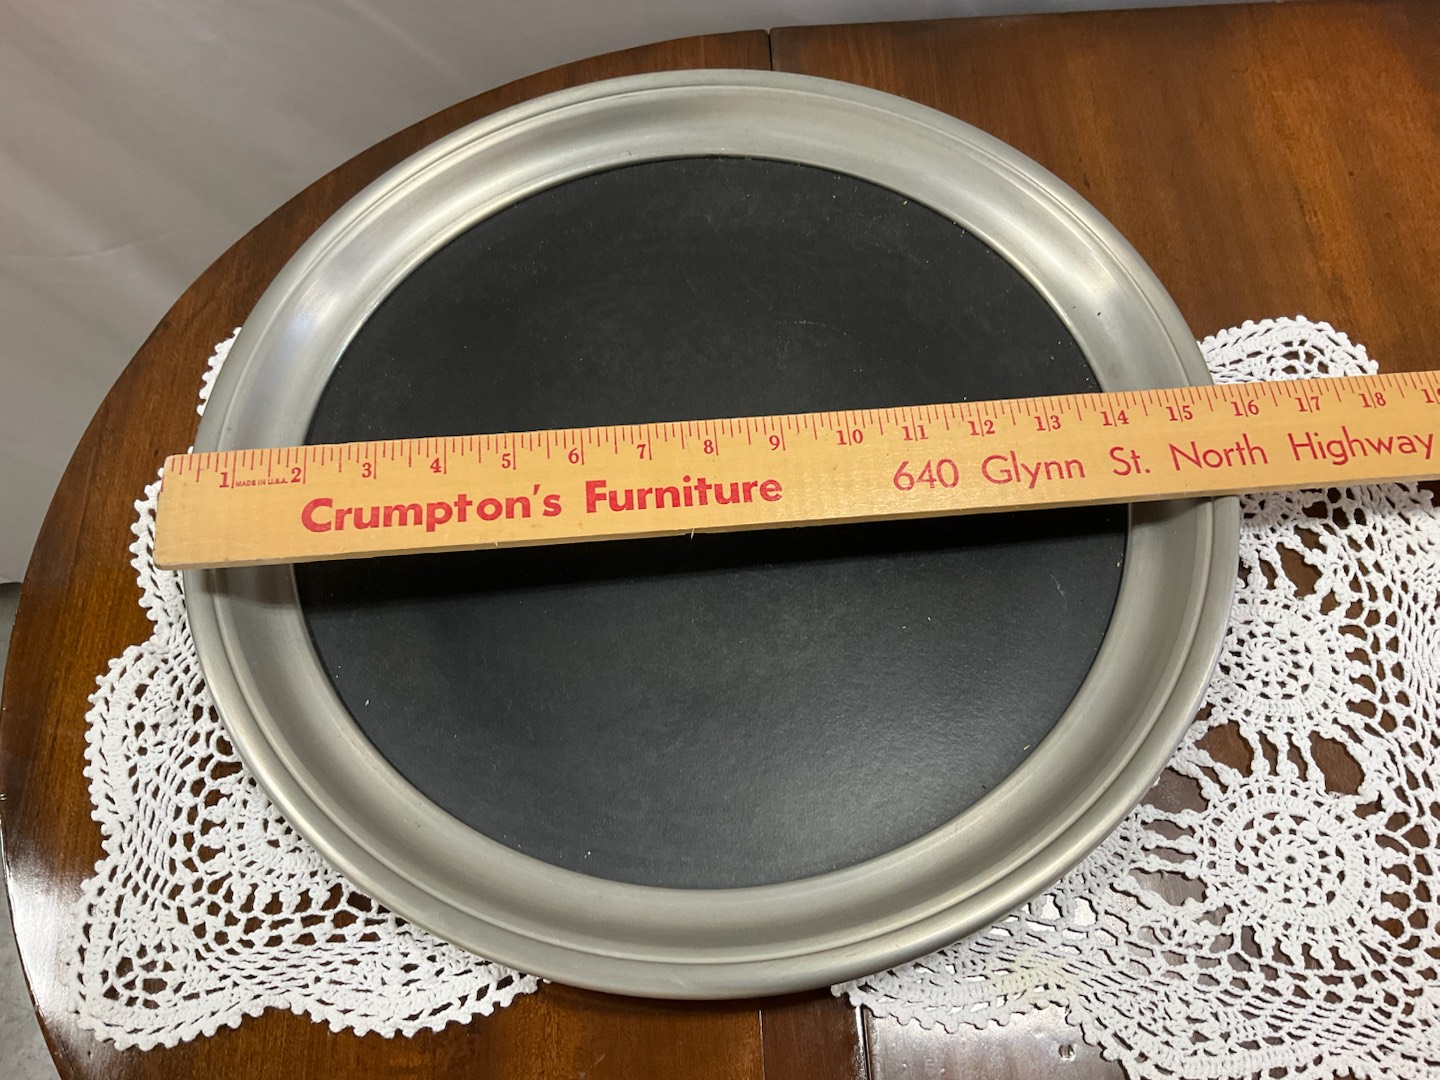 1 2 3 4 5 6 7 8 9 10 11 12 13 14 15 16 17 18
MADE IN U.S.A.
Crumpton's Furniture 640 Glynn St. North Highway